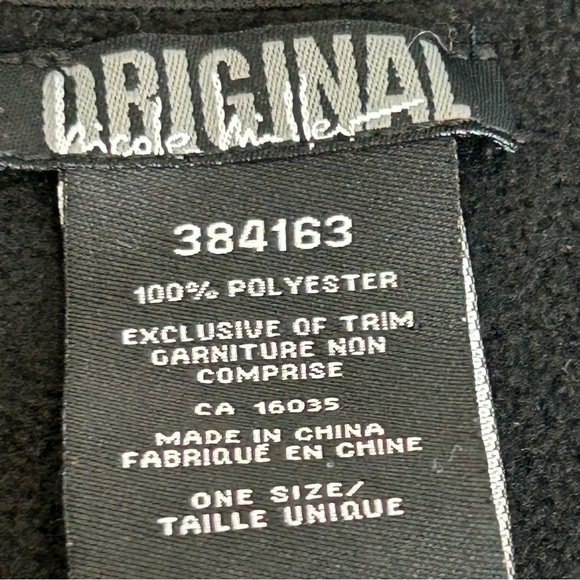 ORIGINAL
Nicole Miller
384163
100% POLYESTER
EXCLUSIVE OF TRIM
GARNITURE NON
COMPRISE
CA 16035
MADE IN CHINA
FABRIQUÉ EN CHINE
ONE SIZE/
TAILLE UNIQUE